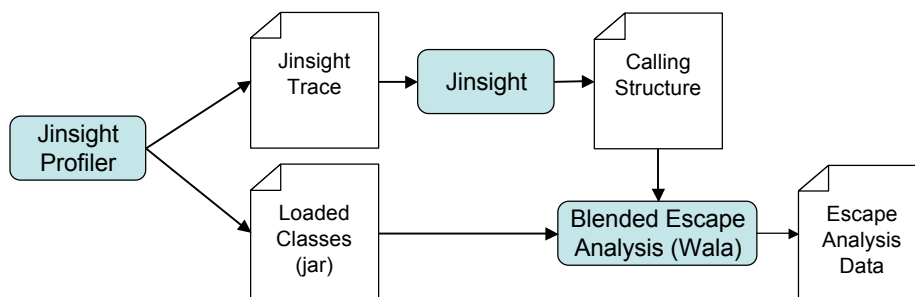 Jinsight
Profiler
Jinsight
Trace
Jinsight
Calling
Structure
Loaded
Classes
(jar)
Blended Escape
Analysis (Wala)
Escape
Analysis
Data